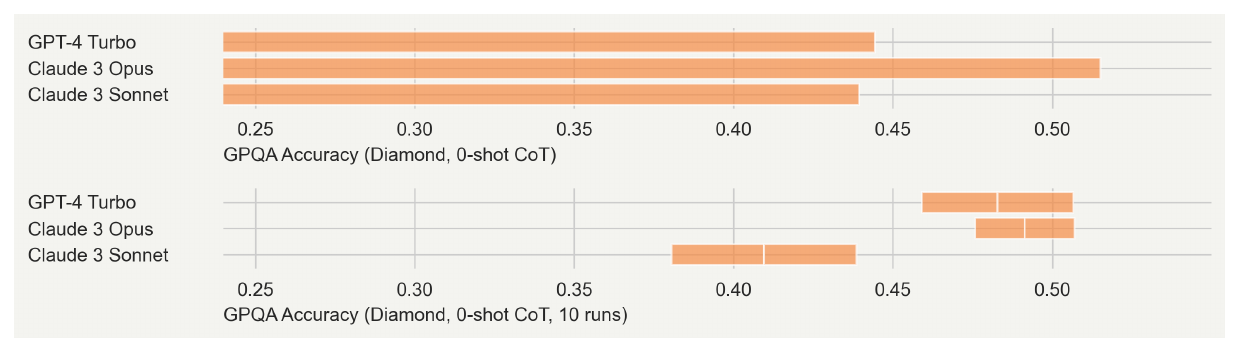 GPT-4 Turbo
Claude 3 Opus
Claude 3 Sonnet
0.25 0.30 0.35 0.40 0.45 0.50
GPQA Accuracy (Diamond, 0-shot CoT)
GPT-4 Turbo
Claude 3 Opus
Claude 3 Sonnet
0.25 0.30 0.35 0.40 0.45 0.50
GPQA Accuracy (Diamond, 0-shot CoT, 10 runs)